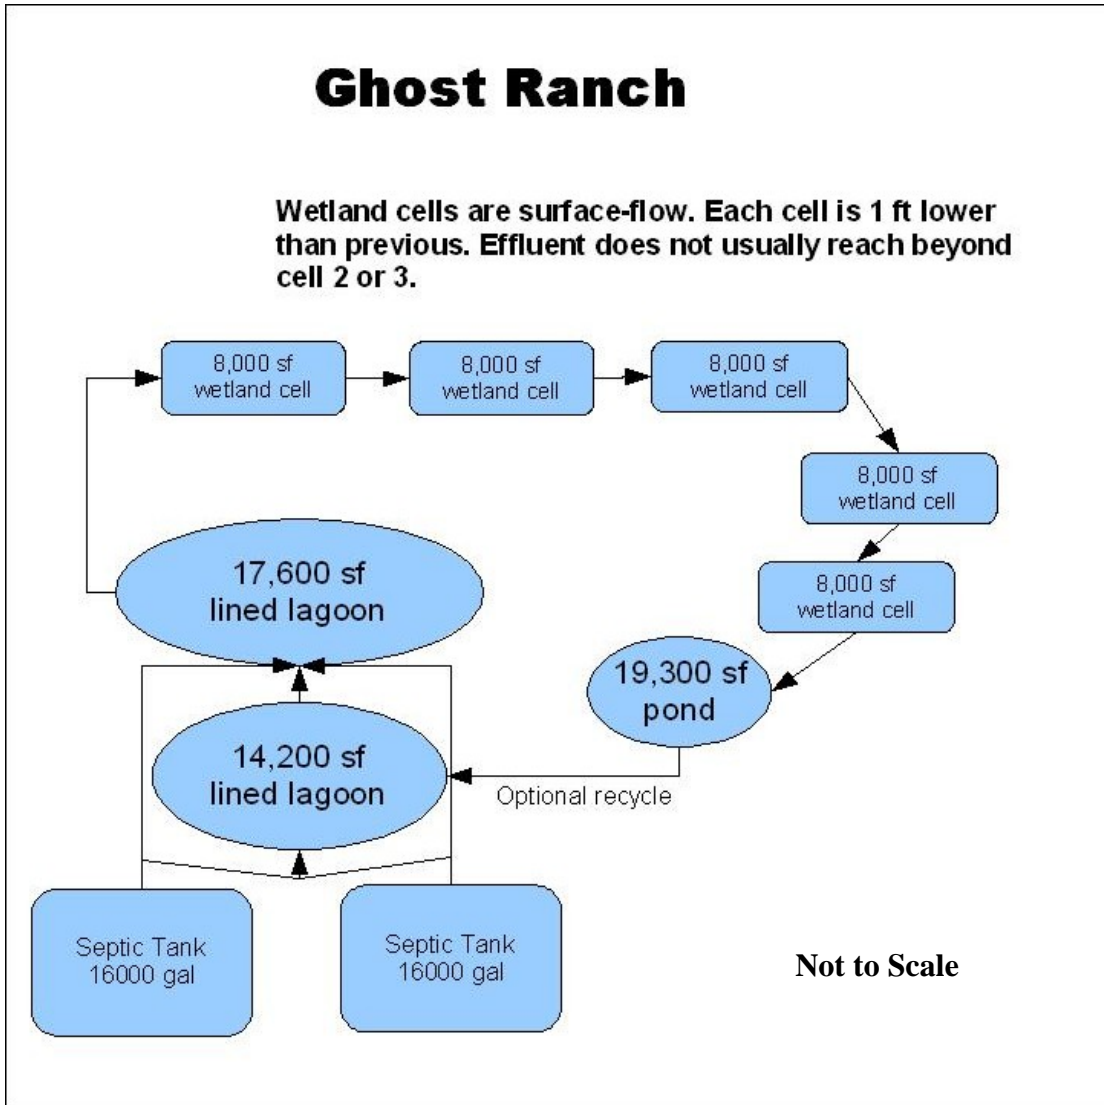 Ghost Ranch
Wetland cells are surface-flow. Each cell is 1 ft lower
than previous. Effluent does not usually reach beyond
cell 2 or 3.
8,000 sf
wetland cell
8,000 sf
wetland cell
8,000 sf
wetland cell
8,000 sf
wetland cell
8,000 sf
wetland cell
17,600 sf
lined lagoon
19,300 sf
pond
14,200 sf
lined lagoon
Optional recycle
Septic Tank
16000 gal
Septic Tank
16000 gal
Not to Scale